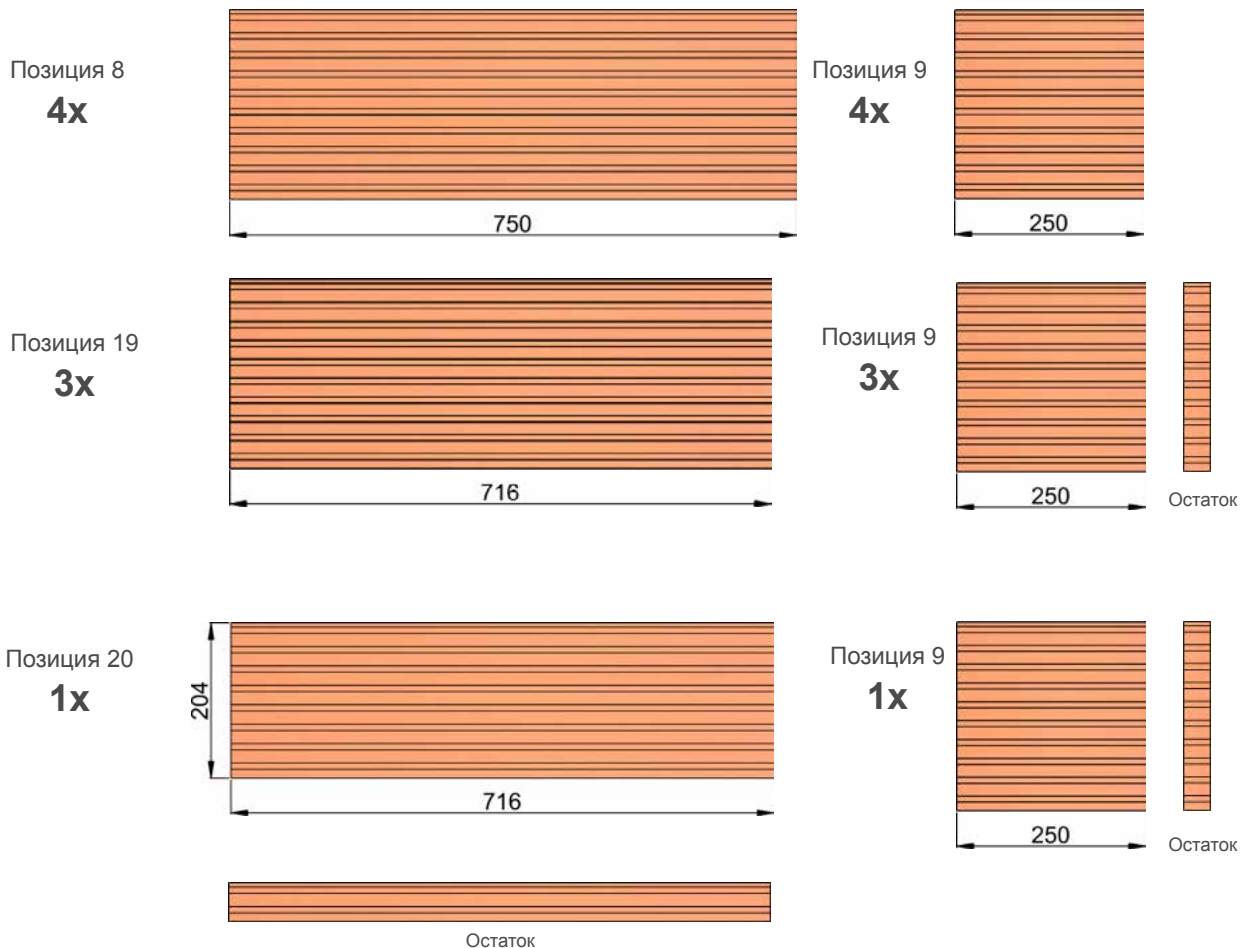 Позиция 8
4x
750
Позиция 9
4x
250
Позиция 19
3x
716
Позиция 9
3x
250
Остаток
Позиция 20
1x
204
716
Позиция 9
1x
250
Остаток
Остаток